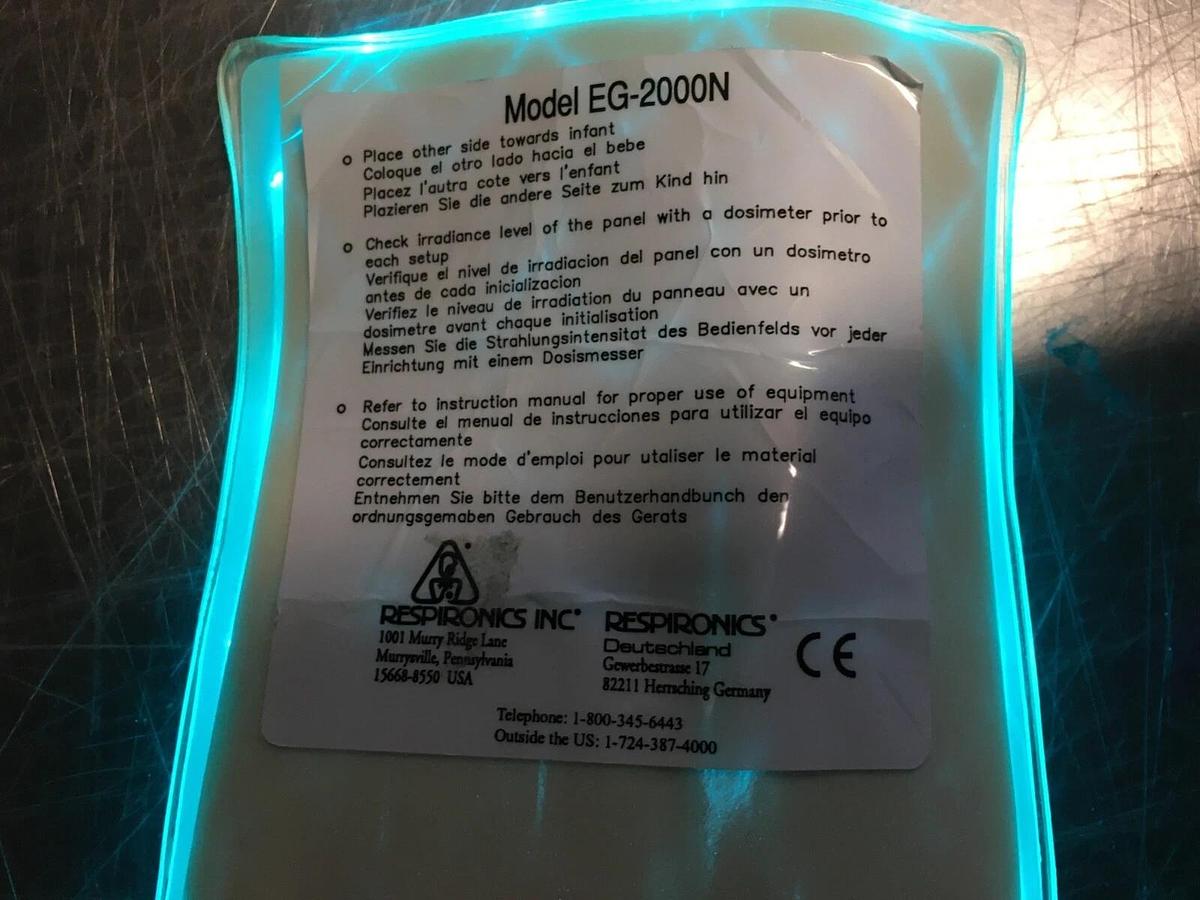 Model EG-2000N
o Place other side towards infant
Coloque el otro lado hacia el bebe
Placez l'autra cote vers l'enfant
Plazieren Sie die andere Seite zum Kind hin
o Check irradiance level of the panel with a dosimeter prior to
each setup
Verifique el nivel de irradiacion del panel con un dosimetro
antes de cada inicializacion
Verifiez le niveau de irradiation du panneau avec un
dosimetre avant chaque initialisation
Messen Sie die Strahlungsintensitat des Bedienfelds vor jeder
Einrichtung mit einem Dosismesser
o Refer to instruction manual for proper use of equipment
Consulte el menual de instrucciones para utilizar el equipo
correctamente
Consultez le mode d'emploi pour utaliser le material
correctement
Entnehmen Sie bitte dem Benutzerhandbunch den
ordnungsgemaben Gebrauch des Gerats
RESPIRONICS INC
1001 Murry Ridge Lane
Murrysville, Pennsylvania
15668-8550 USA
RESPIRONICS
Deutschland
Gewerbestrasse 17
82211 Herrsching Germany
CE
Telephone: 1-800-345-6443
Outside the US: 1-724-387-4000